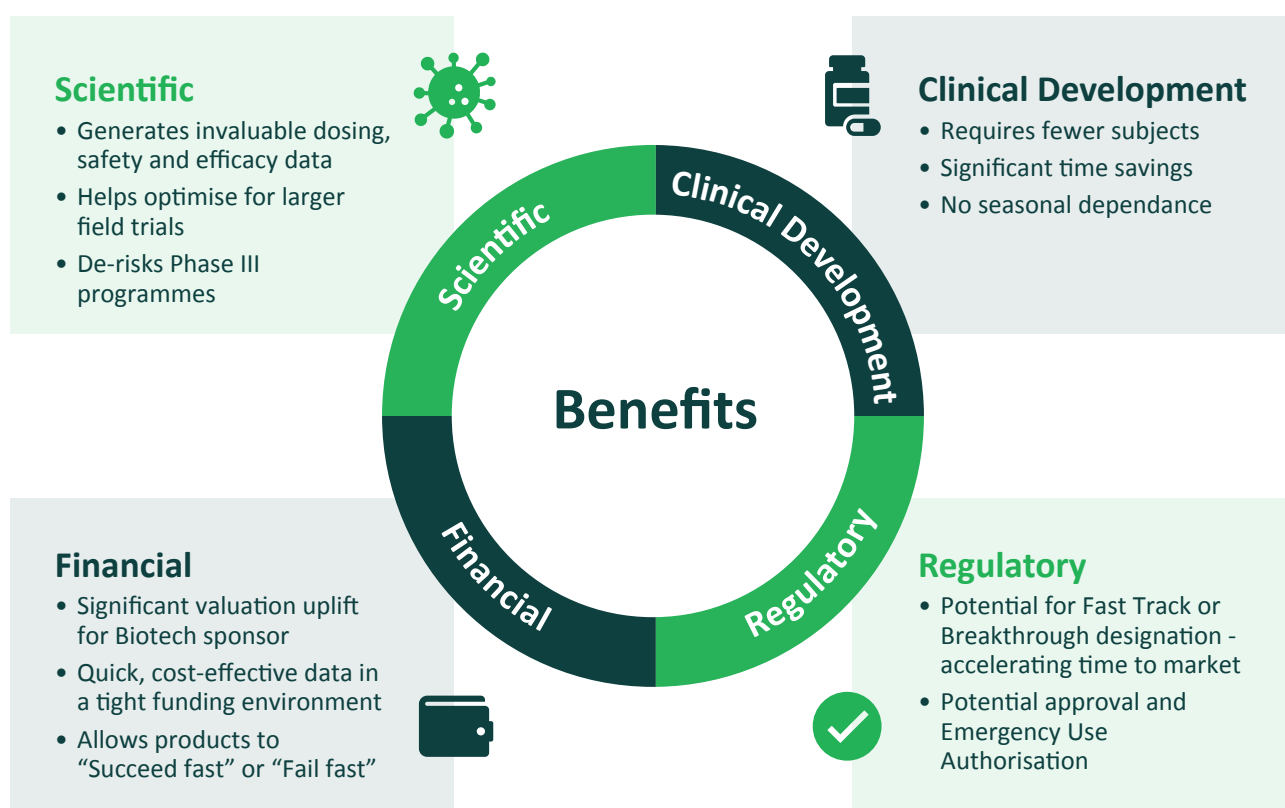 Scientific
• Generates invaluable dosing,
safety and efficacy data
• Helps optimise for larger
field trials
• De-risks Phase III
programmes
Clinical Development
• Requires fewer subjects
• Significant time savings
• No seasonal dependance
Scientific
Clinical Development
Benefits
Financial
Regulatory
Financial
• Significant valuation uplift
for Biotech sponsor
• Quick, cost-effective data in
a tight funding environment
• Allows products to
“Succeed fast” or “Fail fast”
Regulatory
• Potential for Fast Track or
Breakthrough designation -
accelerating time to market
• Potential approval and
Emergency Use
Authorisation